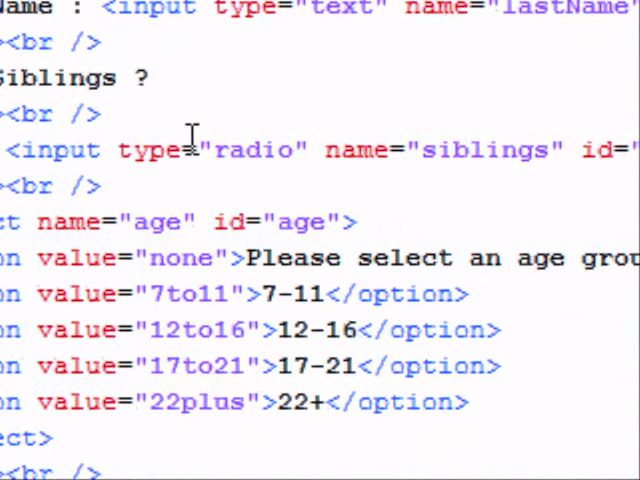 Name : <input type="text" name="lastName"
><br />
Siblings ?
><br />
<input type="radio" name="siblings" id="
><br />
ct name="age" id="age">
on value="none">Please select an age grou
on value="7to11">7-11</option>
on value="12to16">12-16</option>
on value="17to21">17-21</option>
on value="22plus">22+</option>
ect>
><br />